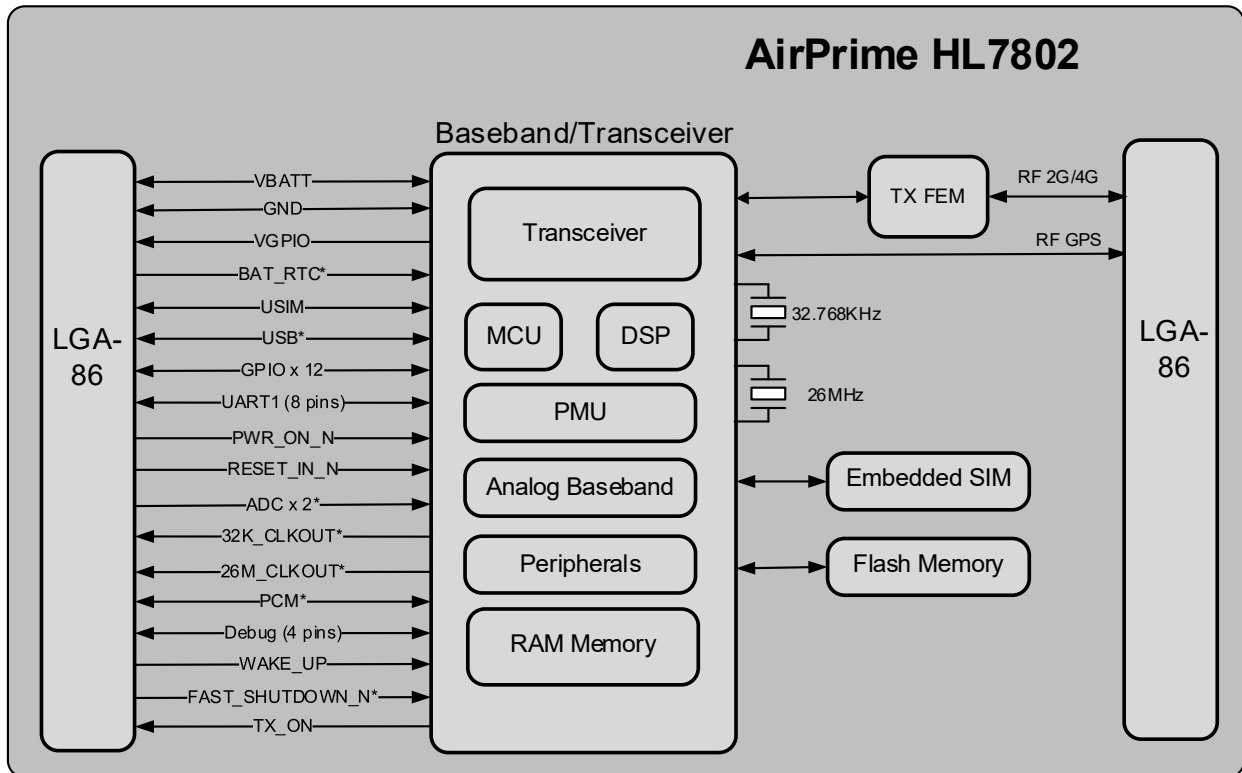 AirPrime HL7802
Baseband/Transceiver
LGA-
86
VBATT
GND
VGPIO
BAT_RTC*
USIM
USB*
GPIO x 12
UART1 (8 pins)
PWR_ON_N
RESET_IN_N
ADC x 2*
32K_CLKOUT*
26M_CLKOUT*
PCM*
Debug (4 pins)
WAKE_UP
FAST_SHUTDOWN_N*
TX_ON
Transceiver
MCU
DSP
PMU
Analog Baseband
Peripherals
RAM Memory
TX FEM
RF 2G/4G
RF GPS
32.768KHz
26MHz
Embedded SIM
Flash Memory
LGA-
86